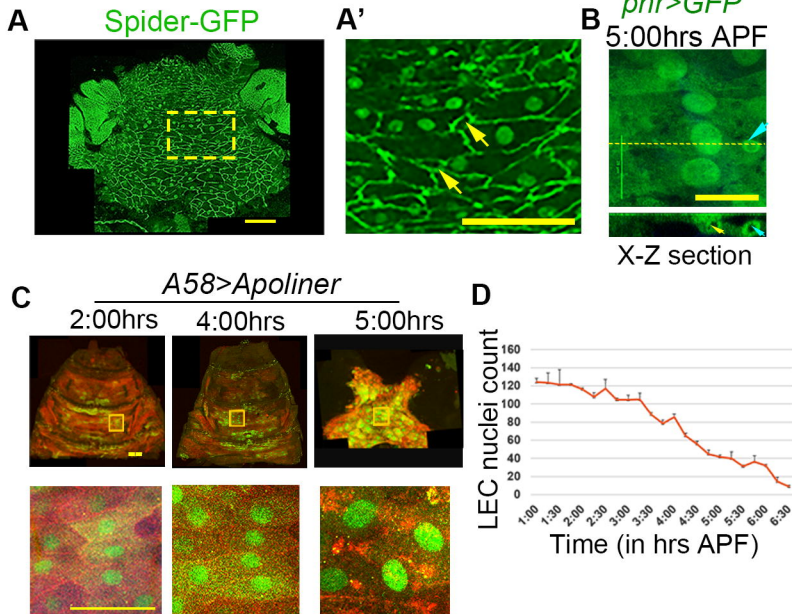 A
Spider-GFP
A'
B
pnr>GFP
5:00hrs APF
X-Z section
C
A58>Apoliner
2:00hrs
4:00hrs
5:00hrs
D
LEC nuclei count
160
140
120
100
80
60
40
20
0
1:00
1:30
2:00
2:30
3:00
3:30
4:00
4:30
5:00
5:30
6:00
6:30
Time (in hrs APF)